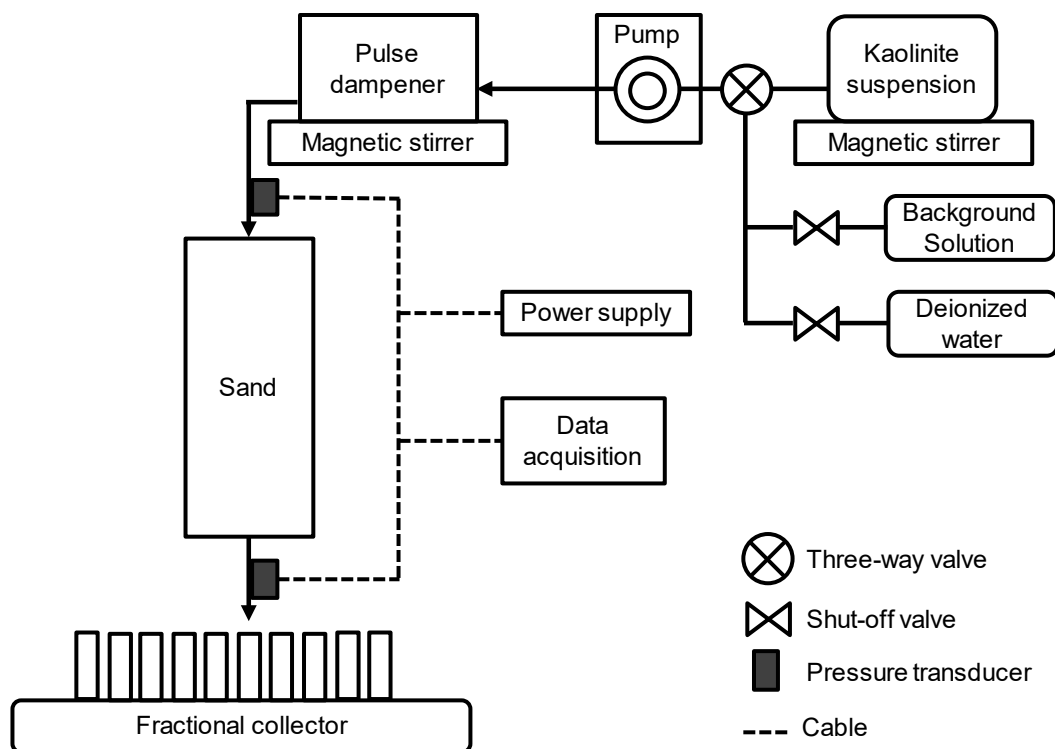 Pulse
dampener
Magnetic stirrer
Pump
Kaolinite
suspension
Magnetic stirrer
Background
Solution
Deionized
water
Power supply
Sand
Data
acquisition
Three-way valve
Shut-off valve
Pressure transducer
Cable
Fractional collector